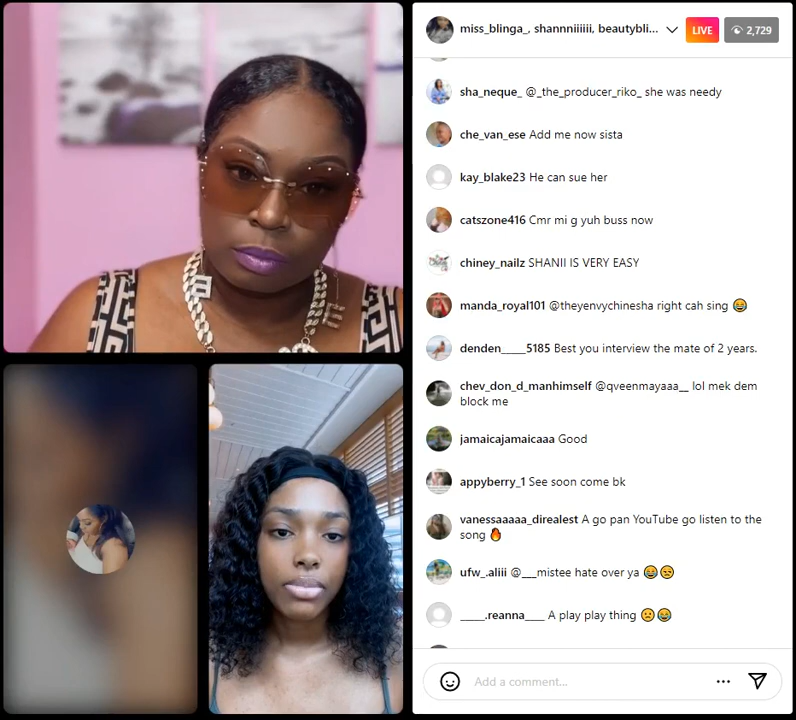 miss_blinga_, shannniiiiii, beautybli...
LIVE
2,729
sha_neque_ @_the_producer_riko_ she was needy
che_van_ese Add me now sista
kay_blake23 He can sue her
catszone416 Cmr mi g yuh buss now
chiney_nailz SHANII IS VERY EASY
manda_royal101 @theyenvychinesha right cah sing 😂
denden_____5185 Best you interview the mate of 2 years.
chev_don_d_manhimself @qveenmayaaa__ lol mek dem
block me
jamaicajamaicaaa Good
appyberry_1 See soon come bk
vanessaaaaa_direalest A go pan YouTube go listen to the
song 🔥
ufw_.aliii @___mistee hate over ya 😂😒
_____.reanna____ A play play thing 🙁😂
Add a comment...